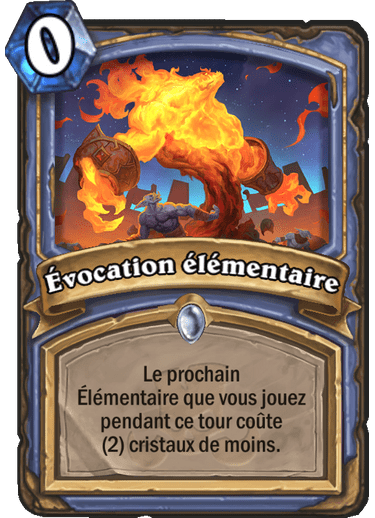 0
Évocation élémentaire
Le prochain
Élémentaire que vous jouez
pendant ce tour coûte
(2) cristaux de moins.